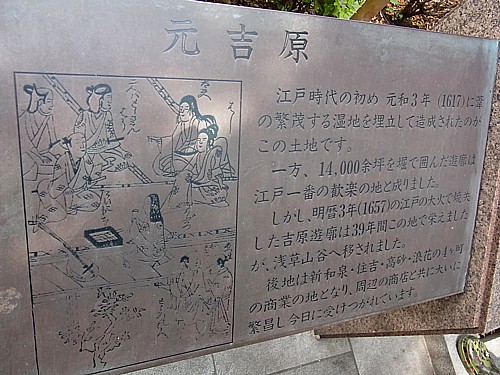 元吉原
江戸時代の初め 元和3年 (1617)に葦
の繁茂する湿地を埋立して造成されたのが
この土地です。
一方、14,000余坪を堀で囲んだ遊廓は
江戸一番の歓楽の地と成りました。
しかし、明暦3年(1657)の江戸の大火で焼失
した吉原遊廓は39年間この地で栄えました
が、浅草山谷へ移されました。
後地は新和泉・住吉・高砂・浪花の4ヶ町
の商業の地となり、周辺の商店と共に大いに
繁昌し今日に受けつがれています。